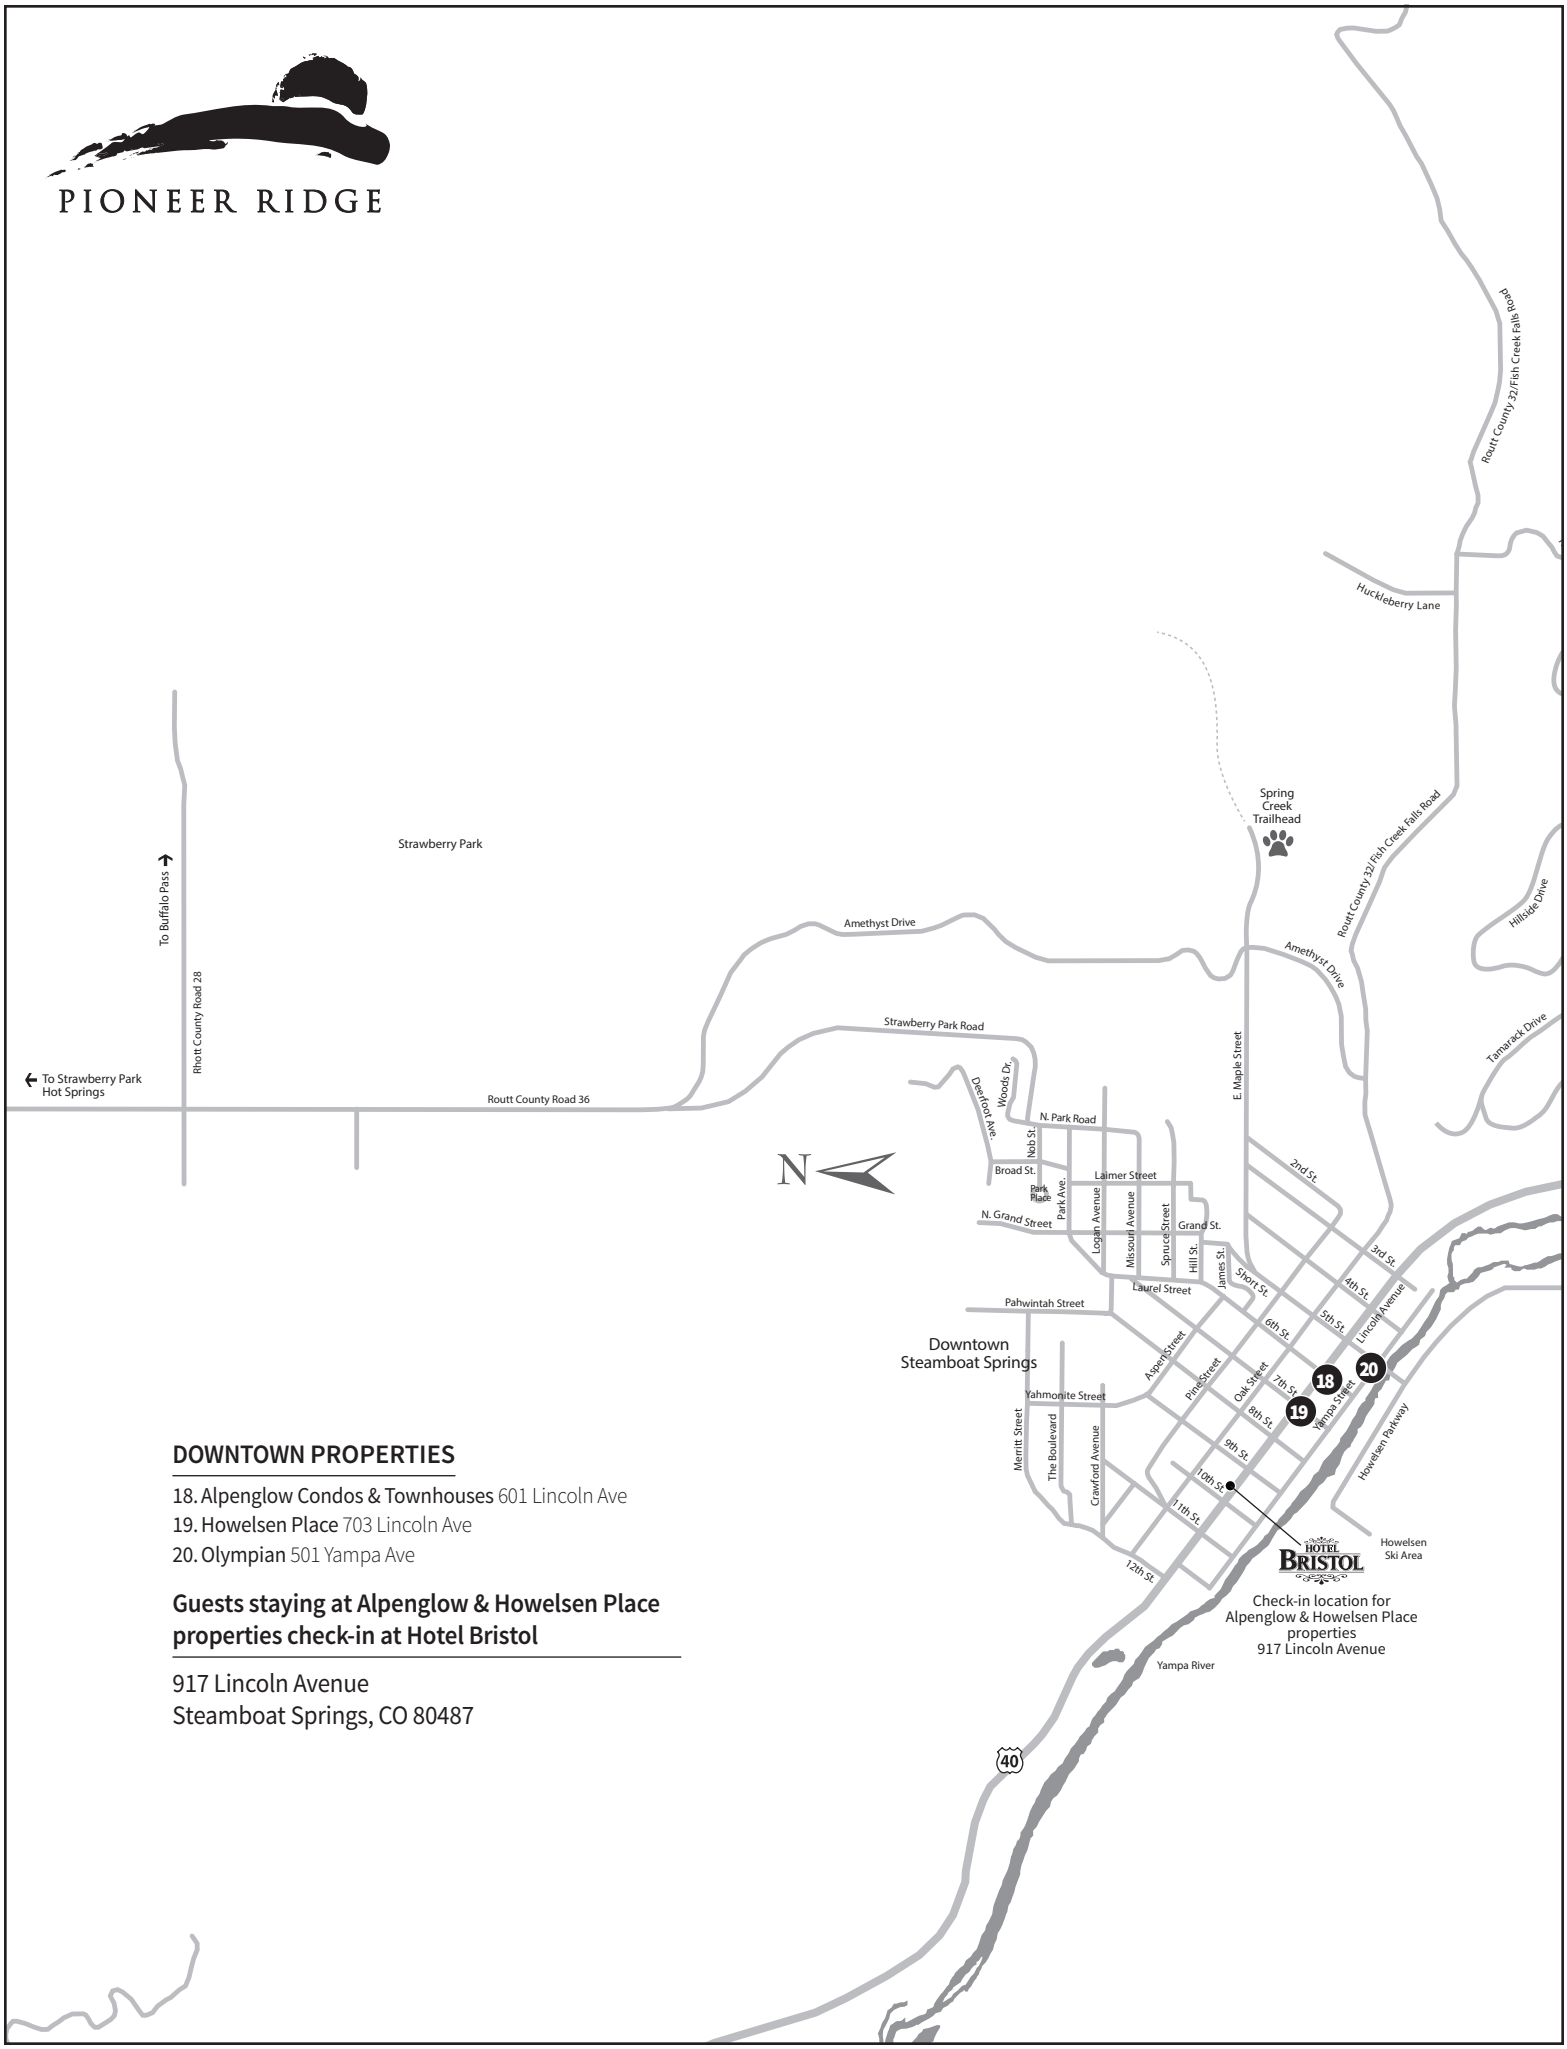 PIONEER RIDGE
Routt County 32/Fish Creek Falls Road
Huckleberry Lane
Spring
Creek
Trailhead
Routt County 32/ Fish Creek Falls Road
Hillside Drive
Tamarack Drive
Strawberry Park
To Buffalo Pass
Rhott County Road 28
To Strawberry Park
Hot Springs
Routt County Road 36
Amethyst Drive
Amethyst Drive
Strawberry Park Road
E. Maple Street
Woods Dr.
Deerfoot Ave.
N. Park Road
Nob St.
Broad St.
Park
Place
Park Ave.
Laimer Street
N
N. Grand Street
Logan Avenue
Missouri Avenue
Spruce Street
Grand St.
Hill St.
James St.
Short St.
Laurel Street
Pahwintah Street
2nd St.
3rd St.
4th St.
5th St.
6th St.
7th St.
8th St.
9th St.
10th St.
11th St.
12th St.
Lincoln Avenue
Downtown
Steamboat Springs
Aspen Street
Pine Street
Oak Street
Yampa Street
18
19
20
Yahmonite Street
Merritt Street
The Boulevard
Crawford Avenue
Howelsen Parkway
Howelsen
Ski Area
HOTEL
BRISTOL
Check-in location for
Alpenglow & Howelsen Place
properties
917 Lincoln Avenue
Yampa River
40
DOWNTOWN PROPERTIES
18. Alpenglow Condos & Townhouses 601 Lincoln Ave
19. Howelsen Place 703 Lincoln Ave
20. Olympian 501 Yampa Ave
Guests staying at Alpenglow & Howelsen Place
properties check-in at Hotel Bristol
917 Lincoln Avenue
Steamboat Springs, CO 80487